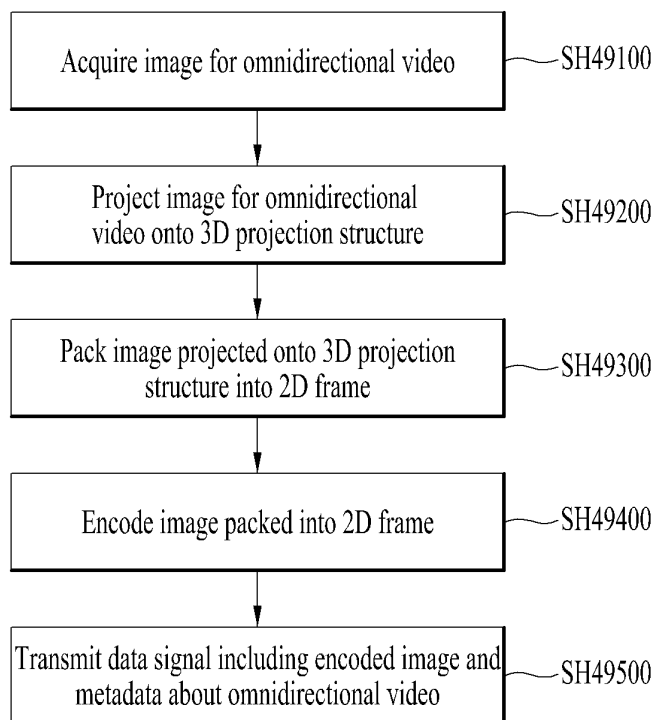 Acquire image for omnidirectional video
SH49100
Project image for omnidirectional
video onto 3D projection structure
SH49200
Pack image projected onto 3D projection
structure into 2D frame
SH49300
Encode image packed into 2D frame
SH49400
Transmit data signal including encoded image and
metadata about omnidirectional video
SH49500